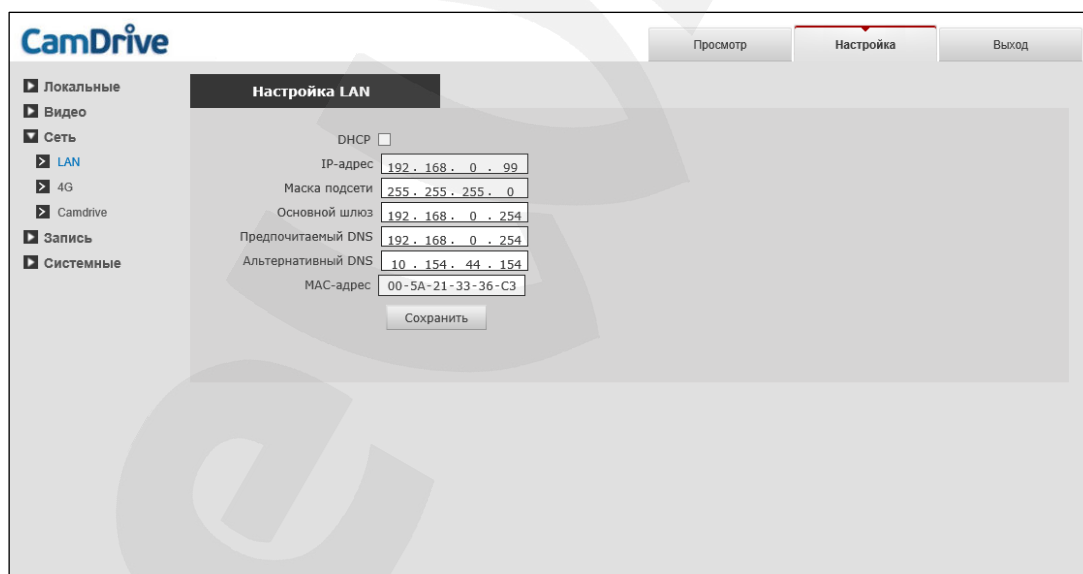 CamDrive
Просмотр
Настройка
Выход
Локальные
Видео
Сеть
LAN
4G
Camdrive
Запись
Системные
Настройка LAN
DHCP
IP-адрес 192 . 168 . 0 . 99
Маска подсети 255 . 255 . 255 . 0
Основной шлюз 192 . 168 . 0 . 254
Предпочитаемый DNS 192 . 168 . 0 . 254
Альтернативный DNS 10 . 154 . 44 . 154
MAC-адрес 00-5A-21-33-36-C3
Сохранить